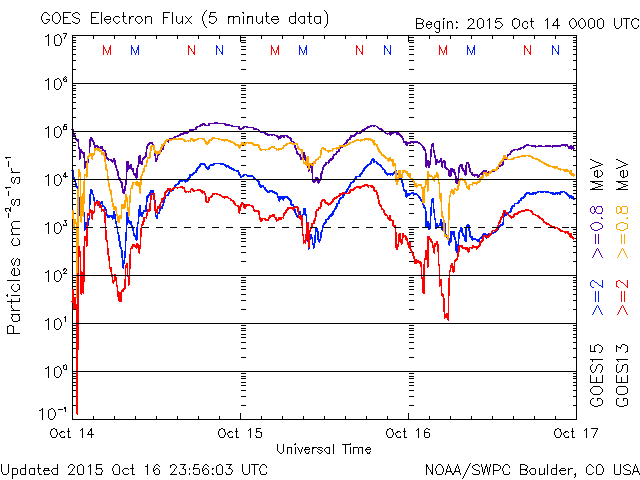 GOES Electron Flux (5 minute data)
Begin: 2015 Oct 14 0000 UTC
10⁷
M M N N M M N N M M N N
10⁶
10⁵
10⁴
10³
10²
10¹
10⁰
10⁻¹
Particles cm⁻²s⁻¹sr⁻¹
Oct 14 Oct 15 Oct 16 Oct 17
Universal Time
GOES15 >=2 >=0.8 MeV
GOES13 >=2 >=0.8 MeV
Updated 2015 Oct 16 23:56:03 UTC
NOAA/SWPC Boulder, CO USA